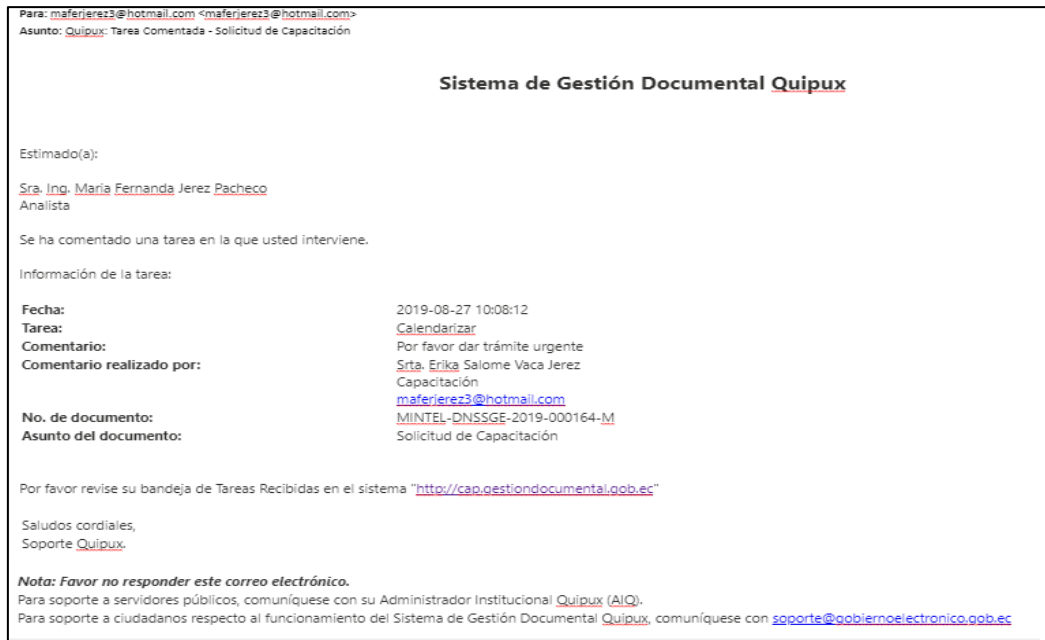 Para: maferjerez3@hotmail.com <maferjerez3@hotmail.com>
Asunto: Quipux: Tarea Comentada - Solicitud de Capacitación
Sistema de Gestión Documental Quipux
Estimado(a):
Sra. Ing. Maria Fernanda Jerez Pacheco
Analista
Se ha comentado una tarea en la que usted interviene.
Información de la tarea:
Fecha: 2019-08-27 10:08:12
Tarea: Calendarizar
Comentario: Por favor dar trámite urgente
Comentario realizado por: Srta. Erika Salome Vaca Jerez
Capacitación
maferjerez3@hotmail.com
No. de documento: MINTEL-DNSSGE-2019-000164-M
Asunto del documento: Solicitud de Capacitación
Por favor revise su bandeja de Tareas Recibidas en el sistema "http://cap.gestiondocumental.gob.ec"
Saludos cordiales,
Soporte Quipux.
Nota: Favor no responder este correo electrónico.
Para soporte a servidores públicos, comuníquese con su Administrador Institucional Quipux (AIQ).
Para soporte a ciudadanos respecto al funcionamiento del Sistema de Gestión Documental Quipux, comuníquese con soporte@gobiernoelectronico.gob.ec